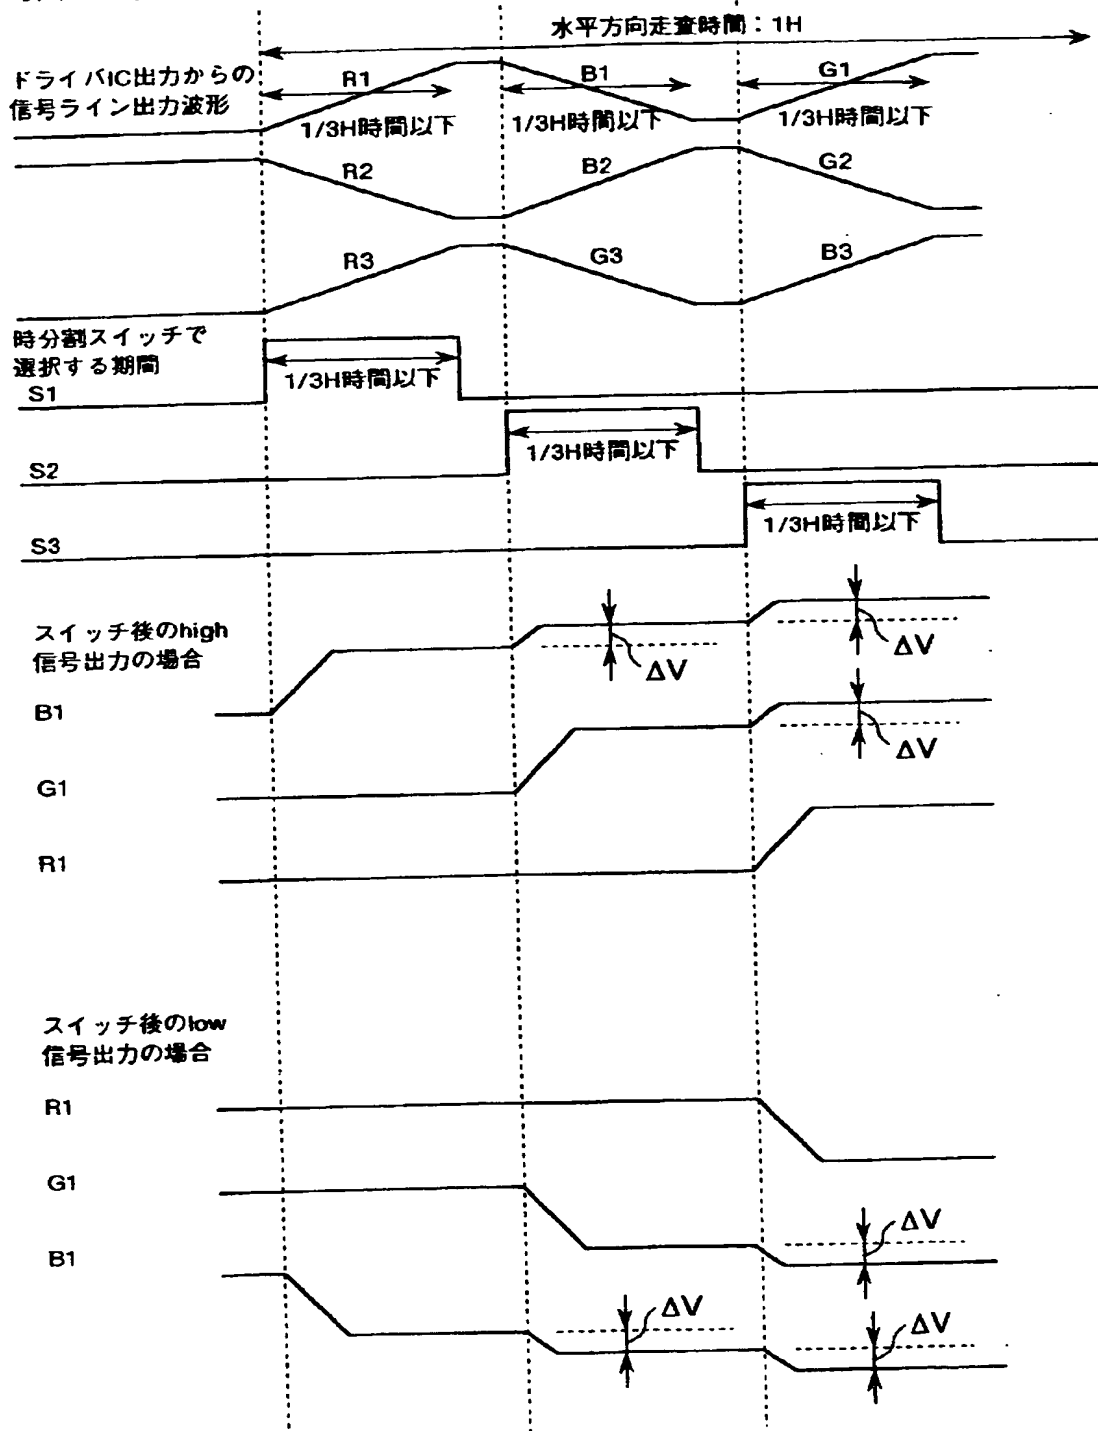 水平方向走査時間：1H
ドライバIC出力からの
信号ライン出力波形
R1
B1
G1
1/3H時間以下
1/3H時間以下
1/3H時間以下
R2
B2
G2
R3
G3
B3
時分割スイッチで
選択する期間
S1
1/3H時間以下
S2
1/3H時間以下
S3
1/3H時間以下
スイッチ後のhigh
信号出力の場合
ΔV
ΔV
B1
ΔV
G1
R1
スイッチ後のlow
信号出力の場合
R1
G1
ΔV
B1
ΔV
ΔV